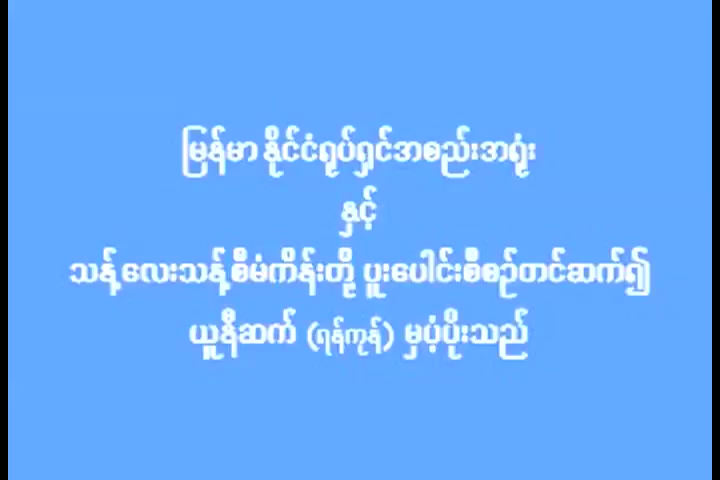 မြန်မာ နိုင်ငံရုပ်ရှင်အစည်းအရုံး
နှင့်
သန့်လေးသန့်စီမံကိန်းတို့ ပူးပေါင်းစီစဉ်တင်ဆက်၍
ယူနီဆက် (ရန်ကုန်) မှပံ့ပိုးသည်